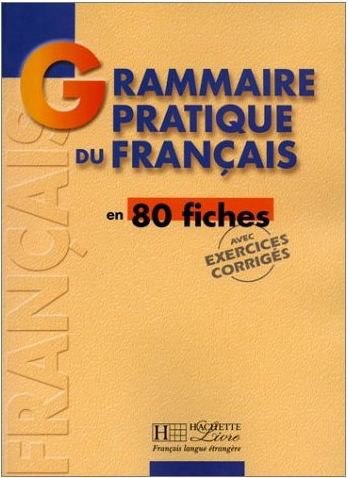 GRAMMAIRE
PRATIQUE
DU FRANÇAIS
en 80 fiches
AVEC
EXERCICES
CORRIGÉS
FRANÇAIS
H HACHETTE
Livre
Français langue étrangère